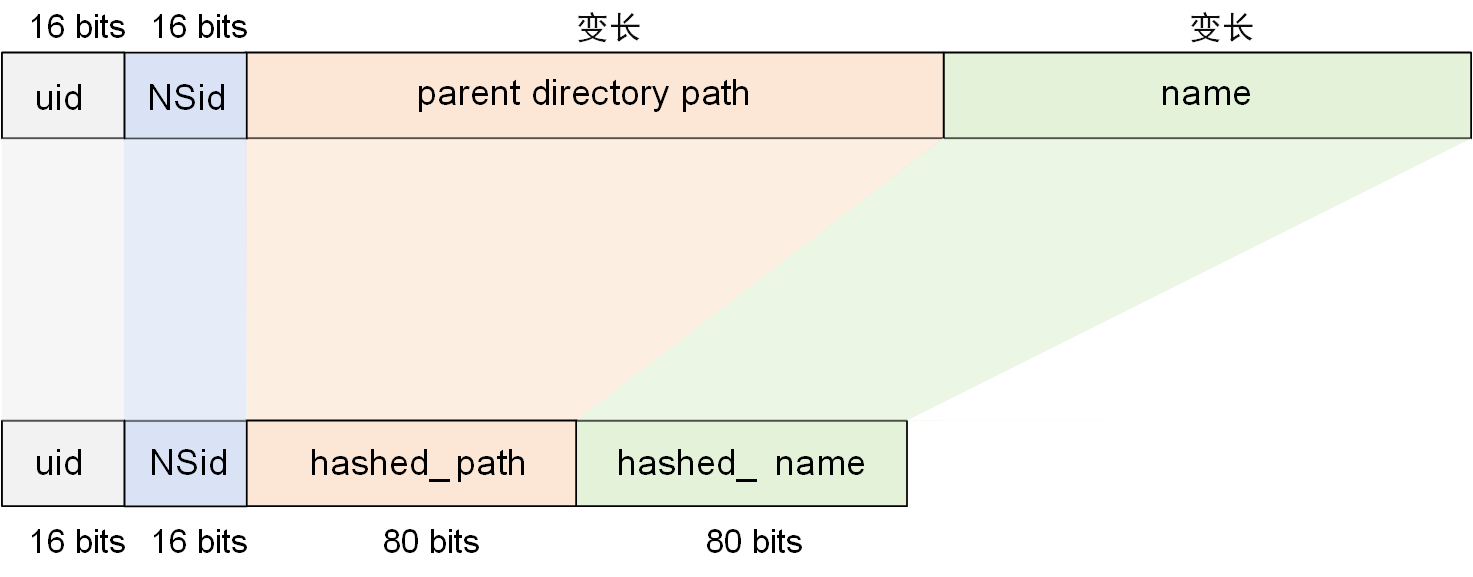 16 bits 16 bits 变长 变长
uid NSid parent directory path name
uid NSid hashed_path hashed_ name
16 bits 16 bits 80 bits 80 bits